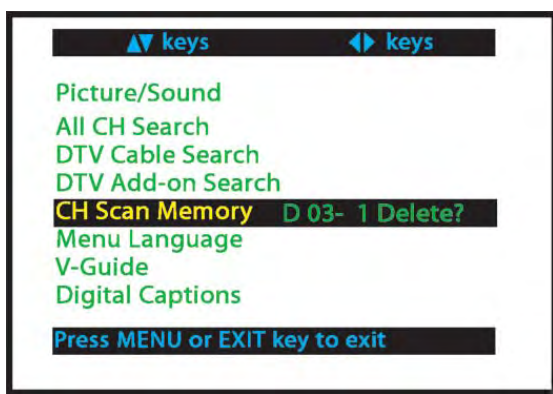 ▲▼ keys ◀▶ keys
Picture/Sound
All CH Search
DTV Cable Search
DTV Add-on Search
CH Scan Memory D 03- 1 Delete?
Menu Language
V-Guide
Digital Captions
Press MENU or EXIT key to exit